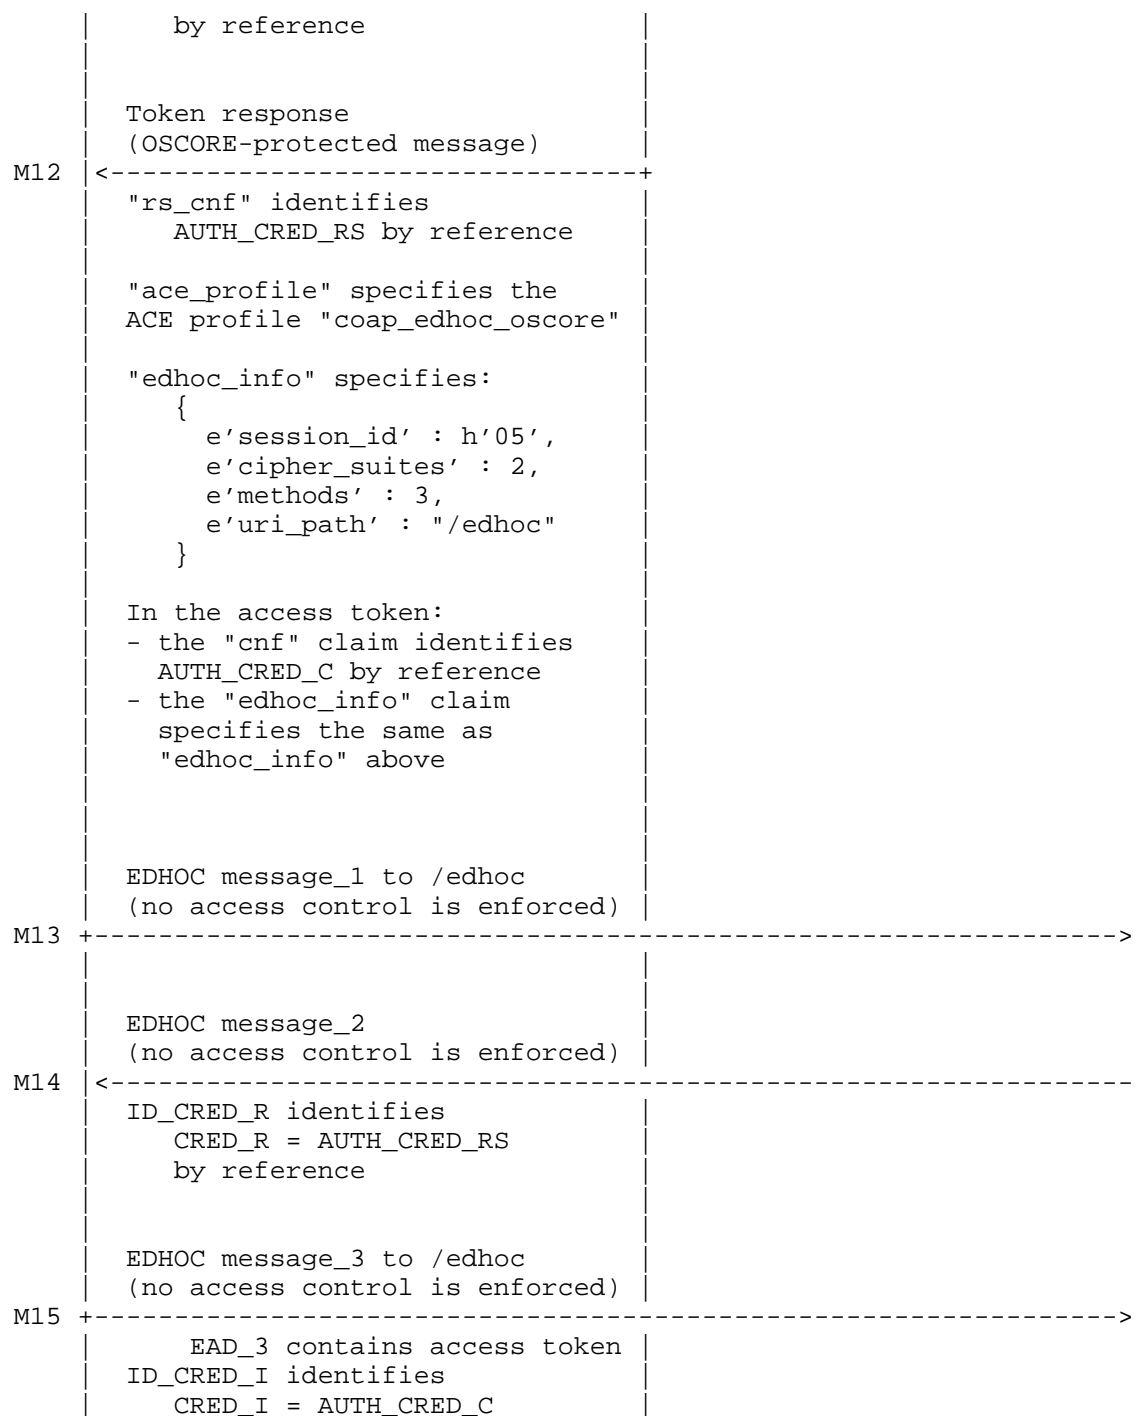 |     by reference                  |
    |                                   |
    |                                   |
    |  Token response                   |
    |  (OSCORE-protected message)       |
M12 |<----------------------------------+
    |  "rs_cnf" identifies              |
    |     AUTH_CRED_RS by reference     |
    |                                   |
    |  "ace_profile" specifies the      |
    |  ACE profile "coap_edhoc_oscore"  |
    |                                   |
    |  "edhoc_info" specifies:          |
    |     {                             |
    |       e'session_id' : h'05',      |
    |       e'cipher_suites' : 2,       |
    |       e'methods' : 3,             |
    |       e'uri_path' : "/edhoc"      |
    |     }                             |
    |                                   |
    |  In the access token:             |
    |  - the "cnf" claim identifies     |
    |    AUTH_CRED_C by reference       |
    |  - the "edhoc_info" claim         |
    |    specifies the same as          |
    |    "edhoc_info" above             |
    |                                   |
    |                                   |
    |                                   |
    |  EDHOC message_1 to /edhoc        |
    |  (no access control is enforced)  |
M13 +----------------------------------------------------------------->
    |                                   |
    |                                   |
    |  EDHOC message_2                  |
    |  (no access control is enforced)  |
M14 |<-----------------------------------------------------------------
    |  ID_CRED_R identifies             |
    |     CRED_R = AUTH_CRED_RS         |
    |     by reference                  |
    |                                   |
    |                                   |
    |  EDHOC message_3 to /edhoc        |
    |  (no access control is enforced)  |
M15 +----------------------------------------------------------------->
    |      EAD_3 contains access token  |
    |  ID_CRED_I identifies             |
    |     CRED_I = AUTH_CRED_C          |